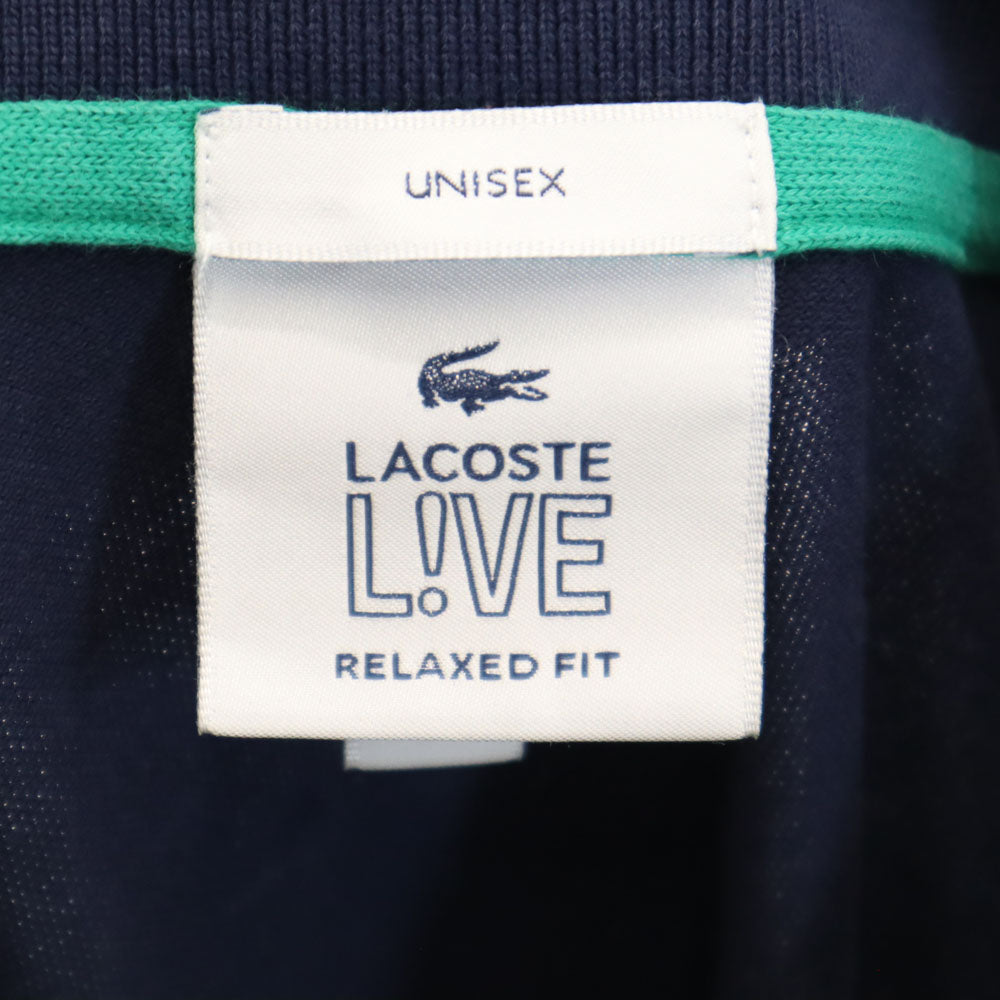 UNISEX
LACOSTE
L!VE
RELAXED FIT